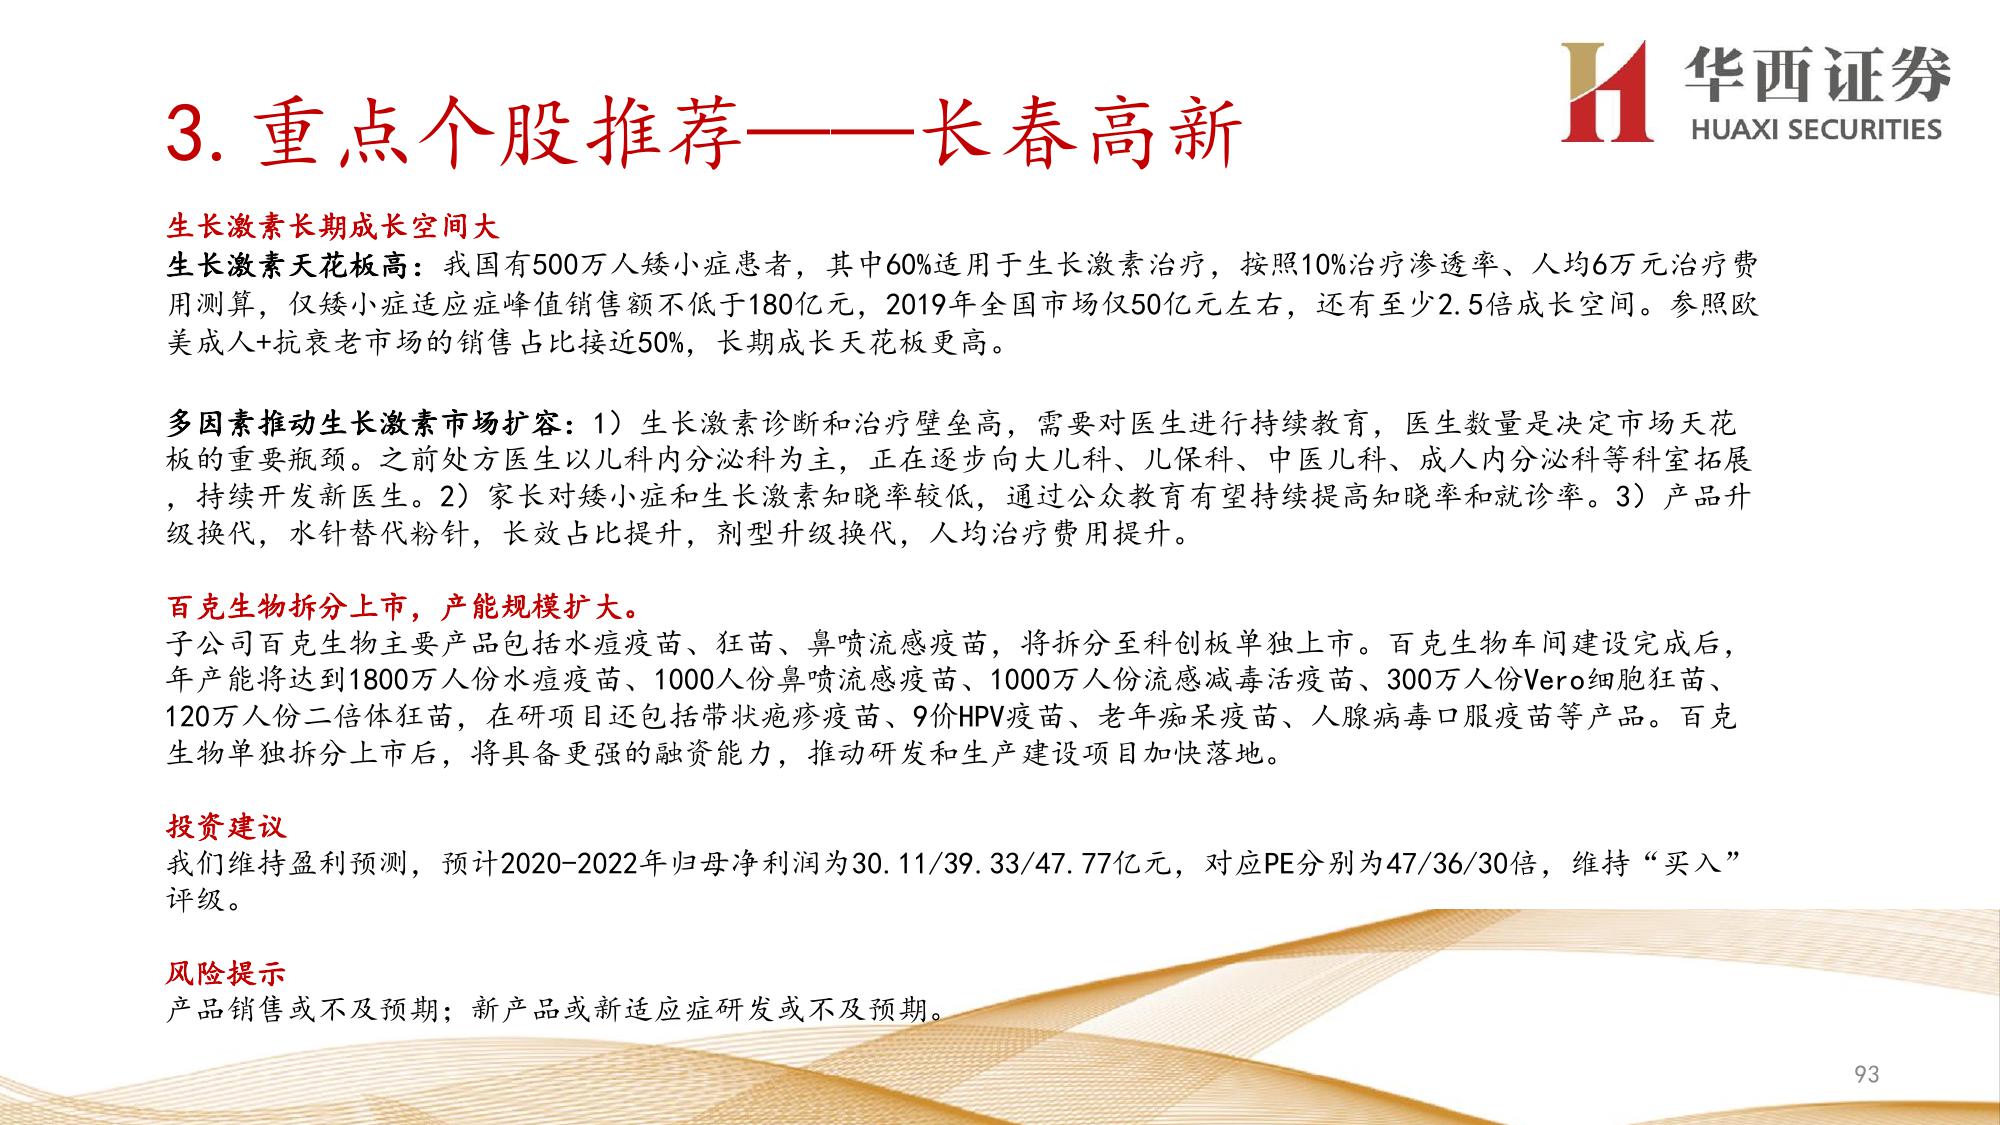 华西证券
HUAXI SECURITIES
3. 重点个股推荐——长春高新
生长激素长期成长空间大
生长激素天花板高：我国有500万人矮小症患者，其中60%适用于生长激素治疗，按照10%治疗渗透率、人均6万元治疗费
用测算，仅矮小症适应症峰值销售额不低于180亿元，2019年全国市场仅50亿元左右，还有至少2.5倍成长空间。参照欧
美成人+抗衰老市场的销售占比接近50%，长期成长天花板更高。
多因素推动生长激素市场扩容：1）生长激素诊断和治疗壁垒高，需要对医生进行持续教育，医生数量是决定市场天花
板的重要瓶颈。之前处方医生以儿科内分泌科为主，正在逐步向大儿科、儿保科、中医儿科、成人内分泌科等科室拓展
，持续开发新医生。2）家长对矮小症和生长激素知晓率较低，通过公众教育有望持续提高知晓率和就诊率。3）产品升
级换代，水针替代粉针，长效占比提升，剂型升级换代，人均治疗费用提升。
百克生物拆分上市，产能规模扩大。
子公司百克生物主要产品包括水痘疫苗、狂苗、鼻喷流感疫苗，将拆分至科创板单独上市。百克生物车间建设完成后，
年产能将达到1800万人份水痘疫苗、1000人份鼻喷流感疫苗、1000万人份流感减毒活疫苗、300万人份Vero细胞狂苗、
120万人份二倍体狂苗，在研项目还包括带状疱疹疫苗、9价HPV疫苗、老年痴呆疫苗、人腺病毒口服疫苗等产品。百克
生物单独拆分上市后，将具备更强的融资能力，推动研发和生产建设项目加快落地。
投资建议
我们维持盈利预测，预计2020-2022年归母净利润为30.11/39.33/47.77亿元，对应PE分别为47/36/30倍，维持“买入”
评级。
风险提示
产品销售或不及预期；新产品或新适应症研发或不及预期。
93